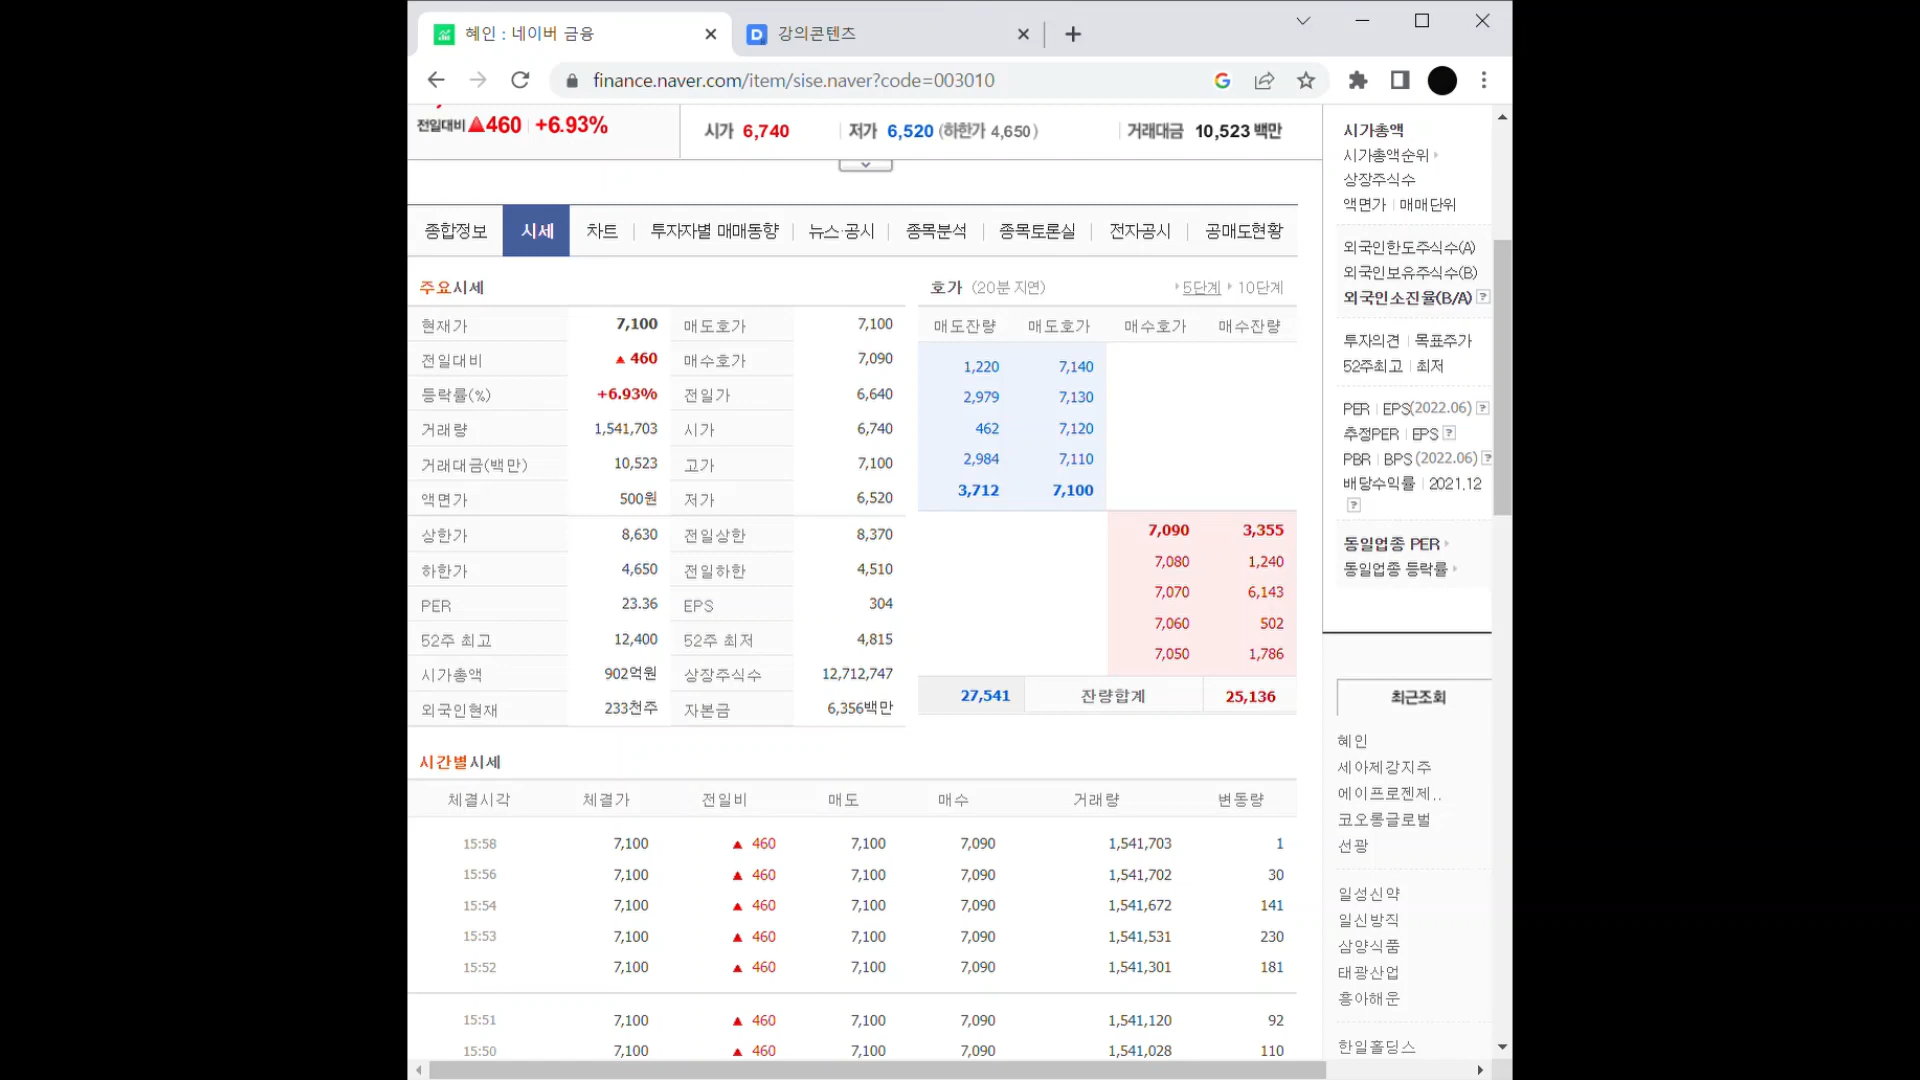 혜인 : 네이버 금융
강의콘텐츠
finance.naver.com/item/sise.naver?code=003010
전일대비 ▲460 +6.93%
시가 6,740 저가 6,520 (하한가 4,650) 거래대금 10,523 백만
종합정보 시세 차트 투자자별 매매동향 뉴스·공시 종목분석 종목토론실 전자공시 공매도현황
주요시세
현재가 7,100 매도호가 7,100
전일대비 ▲ 460 매수호가 7,090
등락률(%) +6.93% 전일가 6,640
거래량 1,541,703 시가 6,740
거래대금(백만) 10,523 고가 7,100
액면가 500원 저가 6,520
상한가 8,630 전일상한 8,370
하한가 4,650 전일하한 4,510
PER 23.36 EPS 304
52주 최고 12,400 52주 최저 4,815
시가총액 902억원 상장주식수 12,712,747
외국인현재 233천주 자본금 6,356백만
호가 (20분 지연) 5단계 10단계
매도잔량 매도호가 매수호가 매수잔량
1,220 7,140
2,979 7,130
462 7,120
2,984 7,110
3,712 7,100
7,090 3,355
7,080 1,240
7,070 6,143
7,060 502
7,050 1,786
27,541 잔량합계 25,136
시간별시세
체결시각 체결가 전일비 매도 매수 거래량 변동량
15:58 7,100 ▲ 460 7,100 7,090 1,541,703 1
15:56 7,100 ▲ 460 7,100 7,090 1,541,702 30
15:54 7,100 ▲ 460 7,100 7,090 1,541,672 141
15:53 7,100 ▲ 460 7,100 7,090 1,541,531 230
15:52 7,100 ▲ 460 7,100 7,090 1,541,301 181
15:51 7,100 ▲ 460 7,100 7,090 1,541,120 92
15:50 7,100 ▲ 460 7,100 7,090 1,541,028 110
시가총액
시가총액순위
상장주식수
액면가 | 매매단위
외국인한도주식수(A)
외국인보유주식수(B)
외국인소진율(B/A) ?
투자의견 | 목표주가
52주최고 | 최저
PER | EPS(2022.06) ?
추정PER | EPS ?
PBR | BPS (2022.06) ?
배당수익률 | 2021.12
?
동일업종 PER
동일업종 등락률
최근조회
혜인
세아제강지주
에이프로젠제..
코오롱글로벌
선광
일성신약
일신방직
삼양식품
태광산업
흥아해운
한일홀딩스